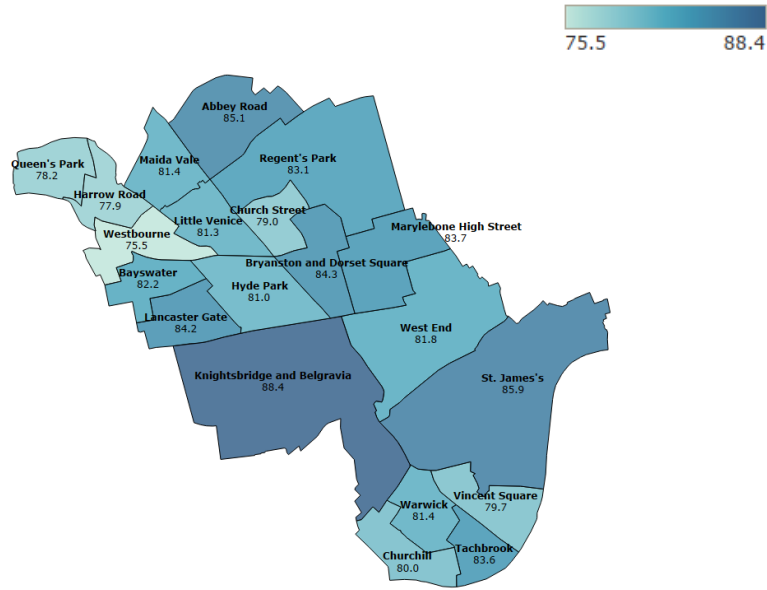 75.5 88.4
Abbey Road
85.1
Maida Vale
81.4
Regent's Park
83.1
Queen's Park
78.2
Harrow Road
77.9
Church Street
79.0
Little Venice
81.3
Marylebone High Street
83.7
Westbourne
75.5
Bryanston and Dorset Square
84.3
Bayswater
82.2
Hyde Park
81.0
Lancaster Gate
84.2
West End
81.8
Knightsbridge and Belgravia
88.4
St. James's
85.9
Vincent Square
79.7
Warwick
81.4
Churchill
80.0
Tachbrook
83.6